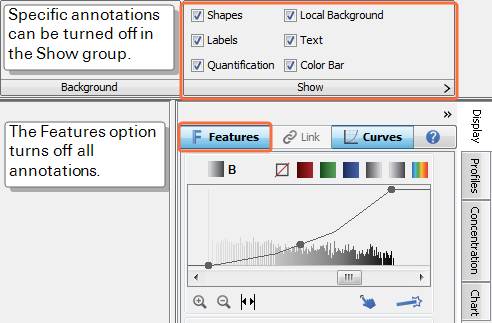 Specific annotations
can be turned off in
the Show group.
Shapes
Local Background
Labels
Text
Quantification
Color Bar
Background
Show
The Features option
turns off all
annotations.
F Features
Link
Curves
?
B
Display
Profiles
Concentration
Chart